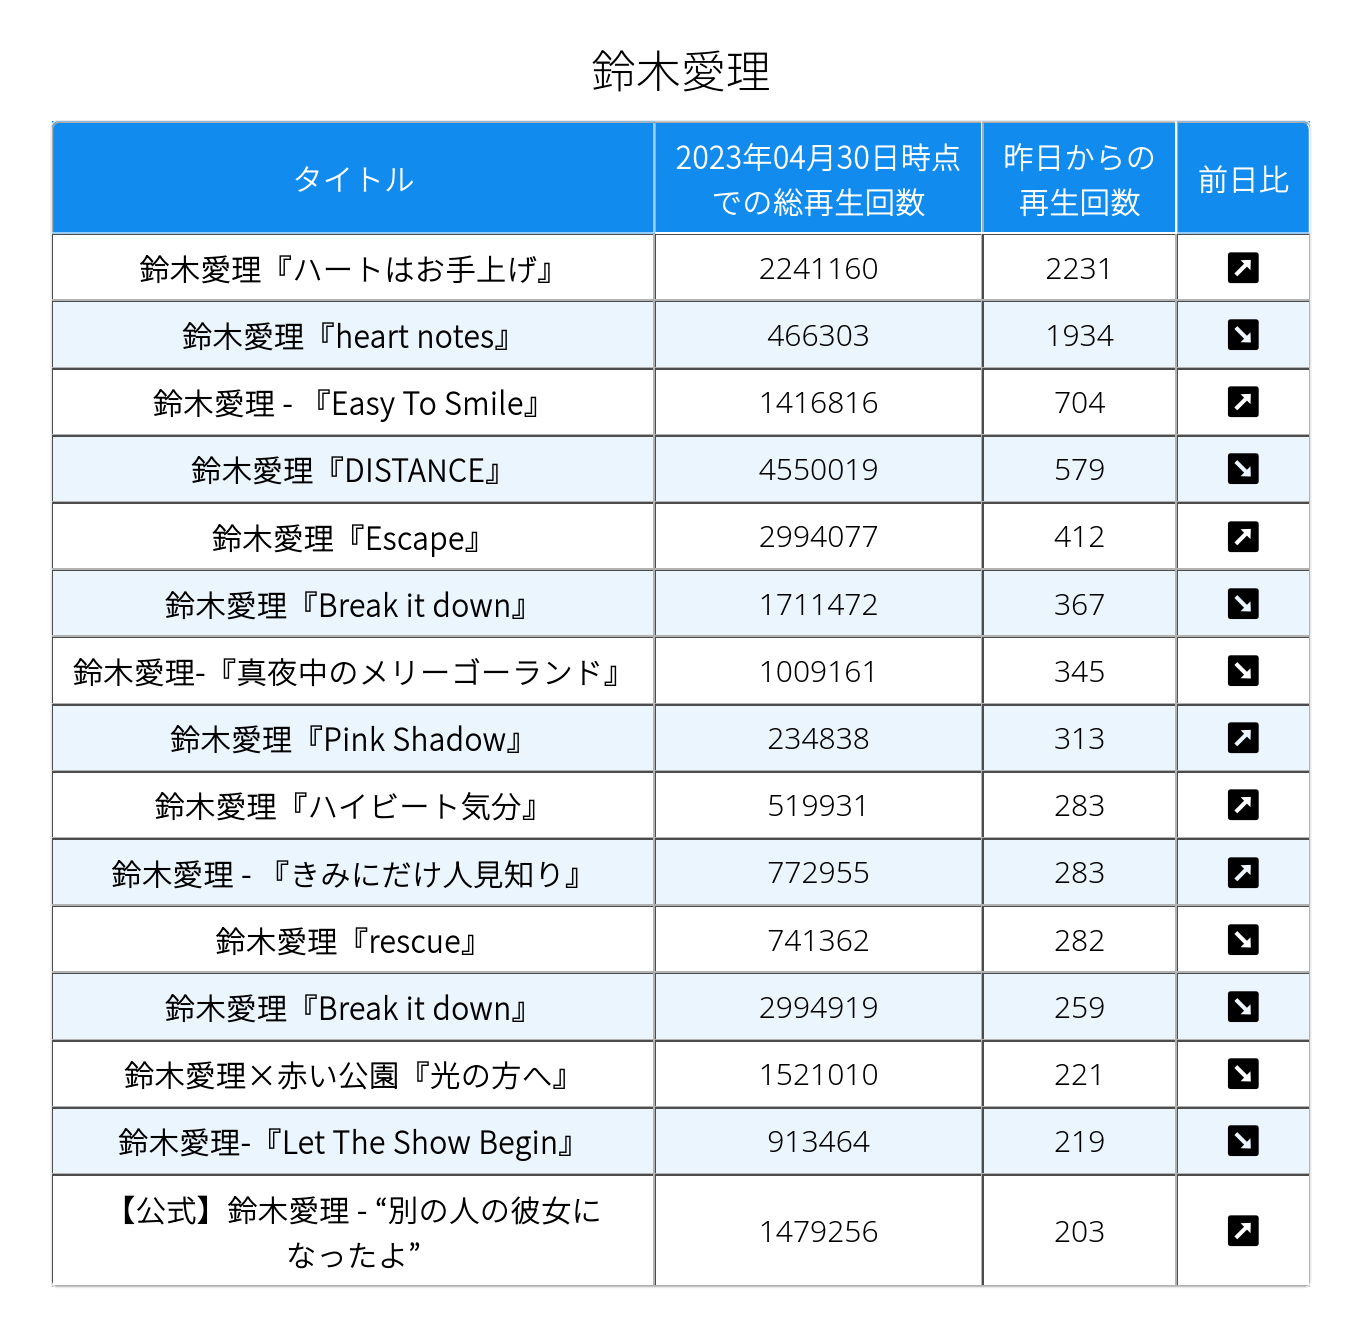 鈴木愛理
タイトル
2023年04月30日時点
での総再生回数
昨日からの
再生回数
前日比
鈴木愛理『ハートはお手上げ』 2241160 2231 ↗
鈴木愛理『heart notes』 466303 1934 ↘
鈴木愛理 - 『Easy To Smile』 1416816 704 ↗
鈴木愛理『DISTANCE』 4550019 579 ↘
鈴木愛理『Escape』 2994077 412 ↗
鈴木愛理『Break it down』 1711472 367 ↘
鈴木愛理-『真夜中のメリーゴーランド』 1009161 345 ↘
鈴木愛理『Pink Shadow』 234838 313 ↗
鈴木愛理『ハイビート気分』 519931 283 ↗
鈴木愛理 - 『きみにだけ人見知り』 772955 283 ↗
鈴木愛理『rescue』 741362 282 ↘
鈴木愛理『Break it down』 2994919 259 ↘
鈴木愛理×赤い公園『光の方へ』 1521010 221 ↘
鈴木愛理-『Let The Show Begin』 913464 219 ↘
【公式】鈴木愛理 - “別の人の彼女に
なったよ” 1479256 203 ↗